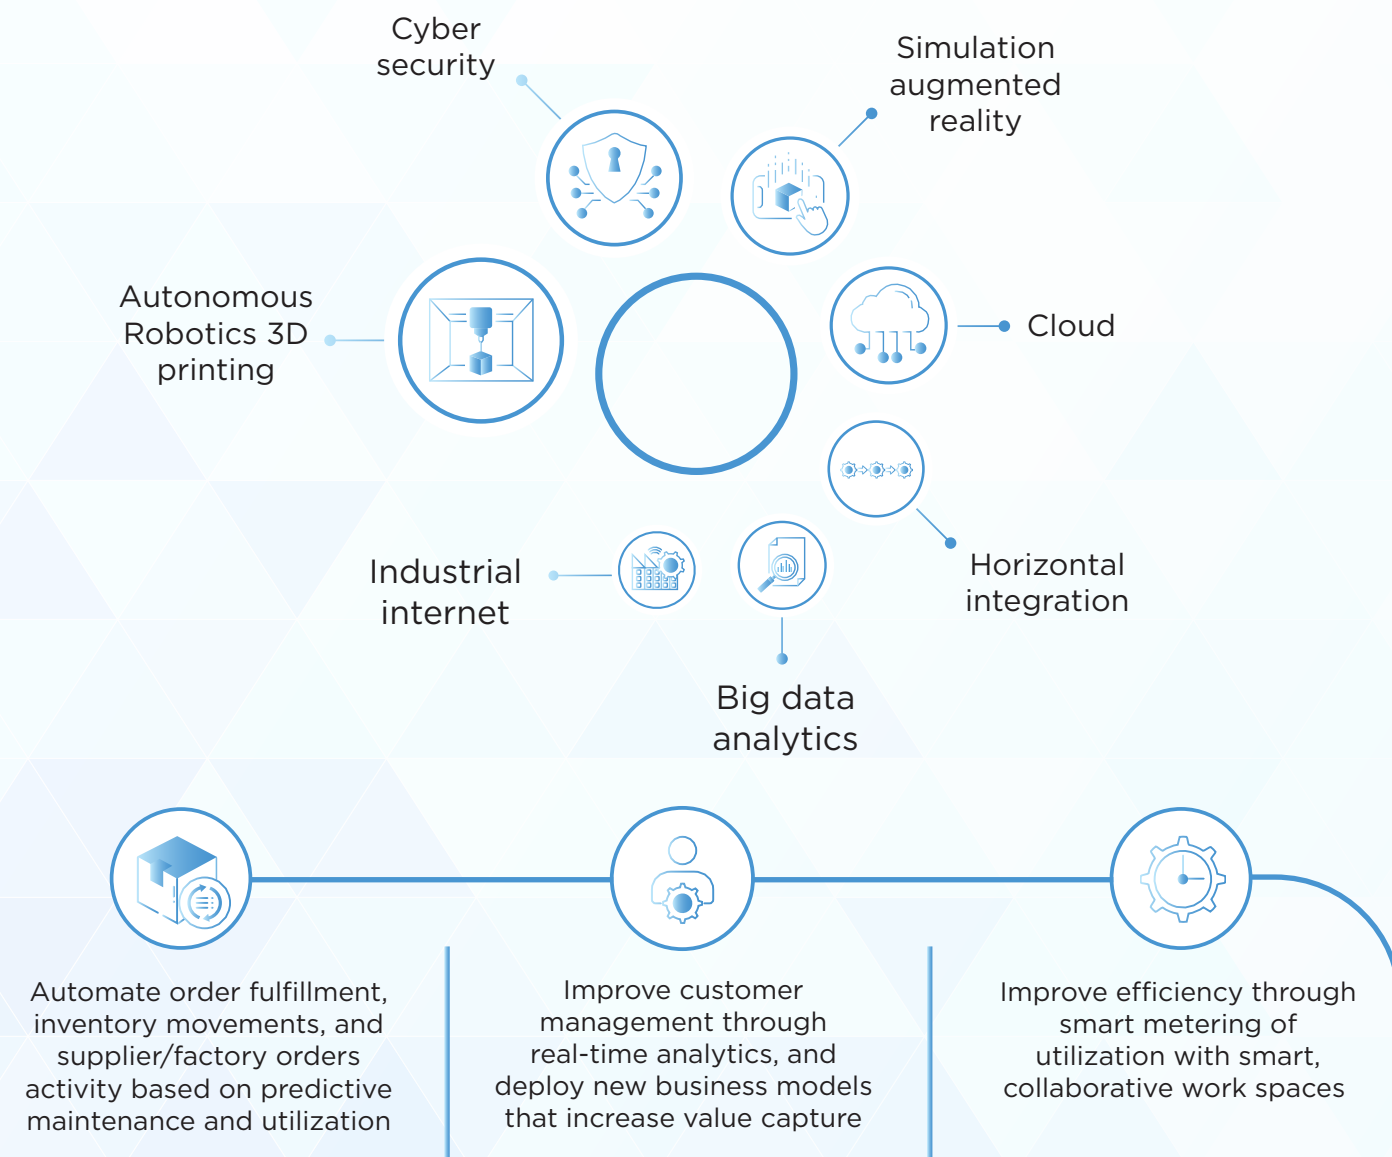 Cyber
security
Simulation
augmented
reality
Autonomous
Robotics 3D
printing
Cloud
Industrial
internet
Horizontal
integration
Big data
analytics
Automate order fulfillment,
inventory movements, and
supplier/factory orders
activity based on predictive
maintenance and utilization
Improve customer
management through
real-time analytics, and
deploy new business models
that increase value capture
Improve efficiency through
smart metering of
utilization with smart,
collaborative work spaces